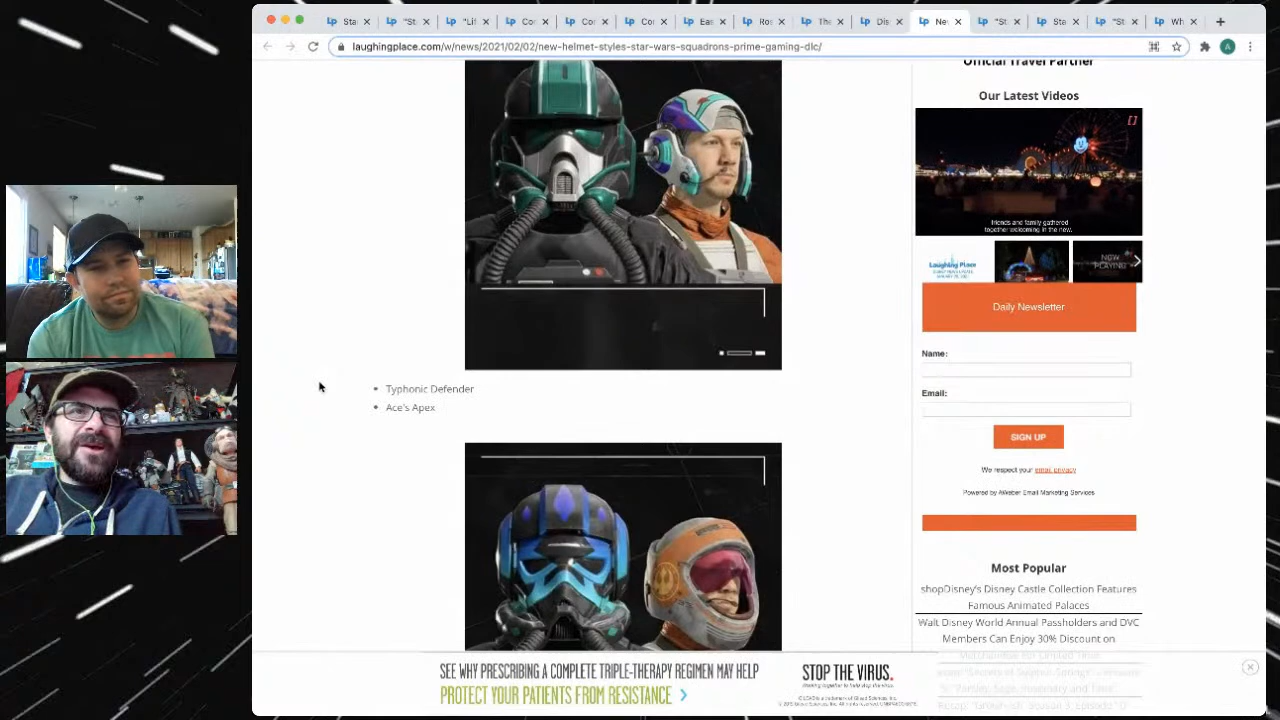 laughingplace.com/w/news/2021/02/02/new-helmet-styles-star-wars-squadrons-prime-gaming-dlc/
Official Travel Partner
Our Latest Videos
Friends and family gathered
together welcoming in the new.
Laughing Place
NOW
PLAYING
Daily Newsletter
Name:
Email:
SIGN UP
We respect your email privacy
Powered by AWeber Email Marketing Services
Typhonic Defender
Ace's Apex
Most Popular
shopDisney's Disney Castle Collection Features
Famous Animated Palaces
Walt Disney World Annual Passholders and DVC
Members Can Enjoy 30% Discount on
SEE WHY PRESCRIBING A COMPLETE TRIPLE-THERAPY REGIMEN MAY HELP
PROTECT YOUR PATIENTS FROM RESISTANCE
STOP THE VIRUS.